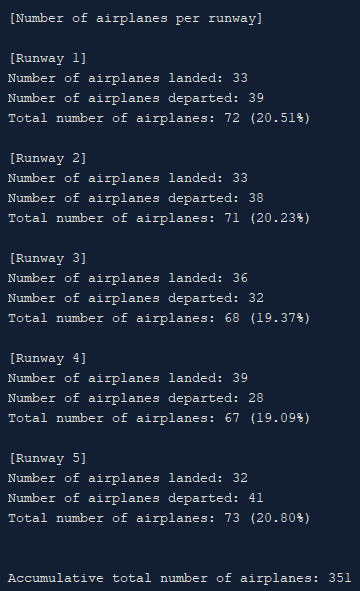 [Number of airplanes per runway]
[Runway 1]
Number of airplanes landed: 33
Number of airplanes departed: 39
Total number of airplanes: 72 (20.51%)
[Runway 2]
Number of airplanes landed: 33
Number of airplanes departed: 38
Total number of airplanes: 71 (20.23%)
[Runway 3]
Number of airplanes landed: 36
Number of airplanes departed: 32
Total number of airplanes: 68 (19.37%)
[Runway 4]
Number of airplanes landed: 39
Number of airplanes departed: 28
Total number of airplanes: 67 (19.09%)
[Runway 5]
Number of airplanes landed: 32
Number of airplanes departed: 41
Total number of airplanes: 73 (20.80%)
Accumulative total number of airplanes: 351